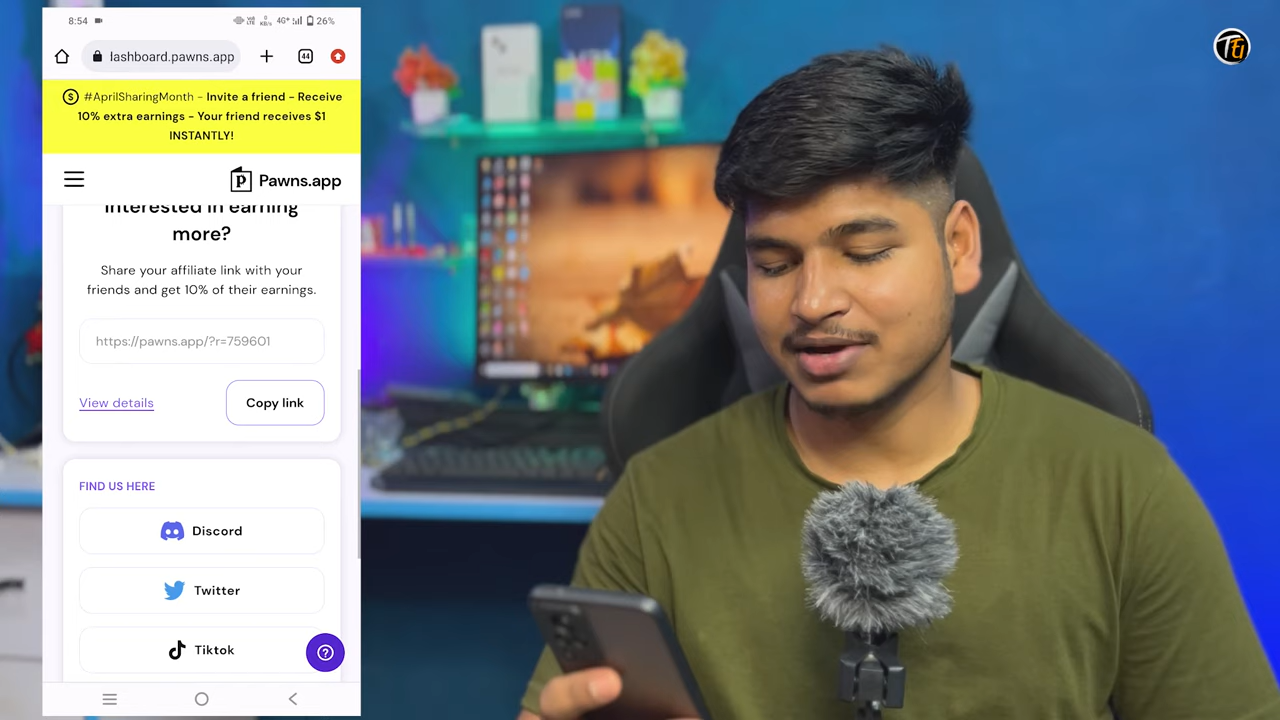 8:54
4G+
26%
lashboard.pawns.app
44
#AprilSharingMonth - Invite a friend - Receive
10% extra earnings - Your friend receives $1
INSTANTLY!
Pawns.app
Interested in earning
more?
Share your affiliate link with your
friends and get 10% of their earnings.
https://pawns.app/?r=759601
View details
Copy link
FIND US HERE
Discord
Twitter
Tiktok